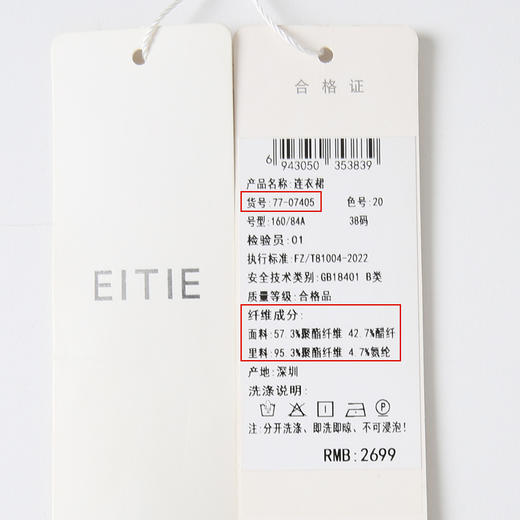 EITIE
合格证
6 943050 353839
产品名称:连衣裙
货号:77-07405 色号:20
号型:160/84A 38码
检验员:01
执行标准:FZ/T81004-2022
安全技术类别:GB18401 B类
质量等级:合格品
纤维成分:
面料:57.3%聚酯纤维 42.7%醋纤
里料:95.3%聚酯纤维 4.7%氨纶
产地:深圳
洗涤说明:
注:分开洗涤、即洗即晾、不可浸泡!
RMB:2699